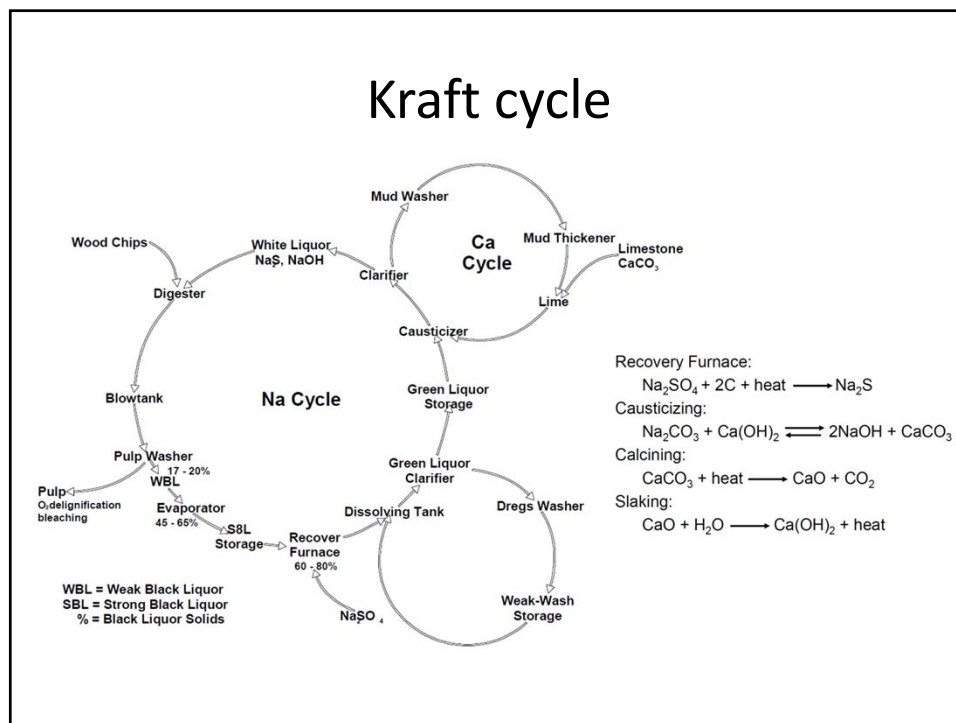 Kraft cycle
Mud Washer
Mud Thickener
Limestone
CaCO₃
Ca
Cycle
Lime
Wood Chips
White Liquor
NaS, NaOH
Clarifier
Digester
Causticizer
Blowtank
Na Cycle
Green Liquor
Storage
Pulp Washer
17 - 20%
WBL
Pulp
O₂delignification
bleaching
Evaporator
45 - 65%
S8L
Storage
Recover
Furnace
60 - 80%
Dissolving Tank
Green Liquor
Clarifier
Dregs Washer
Weak-Wash
Storage
Na₂SO ₄
WBL = Weak Black Liquor
SBL = Strong Black Liquor
% = Black Liquor Solids
Recovery Furnace:
Na₂SO₄ + 2C + heat ⟶ Na₂S
Causticizing:
Na₂CO₃ + Ca(OH)₂ ⇌ 2NaOH + CaCO₃
Calcining:
CaCO₃ + heat ⟶ CaO + CO₂
Slaking:
CaO + H₂O ⟶ Ca(OH)₂ + heat